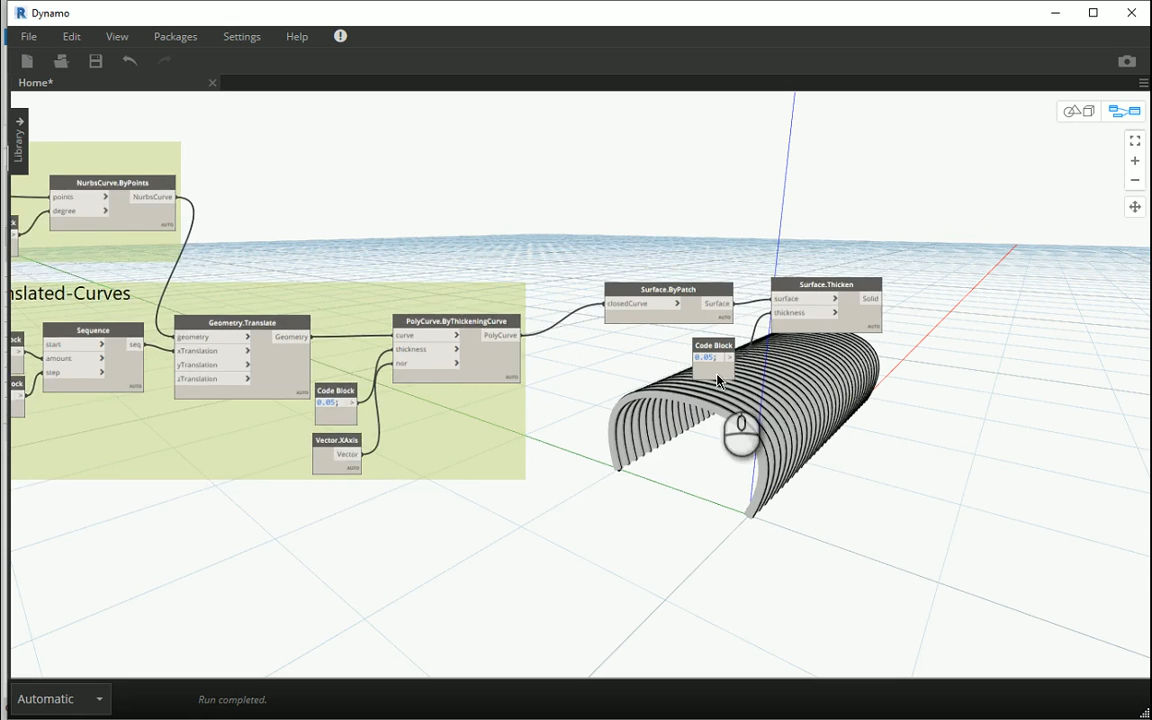 Dynamo
File Edit View Packages Settings Help
Home*
Library
NurbsCurve.ByPoints
points > NurbsCurve
degree >
AUTO
nslated-Curves
Sequence
start > seq
amount >
step >
AUTO
Geometry.Translate
geometry > Geometry
xTranslation >
yTranslation >
zTranslation >
AUTO
Code Block
0.05; >
Vector.XAxis
Vector
AUTO
PolyCurve.ByThickeningCurve
curve > PolyCurve
thickness >
nor >
AUTO
Surface.ByPatch
closedCurve > Surface
AUTO
Code Block
0.05; >
Surface.Thicken
surface > Solid
thickness >
AUTO
Automatic
Run completed.